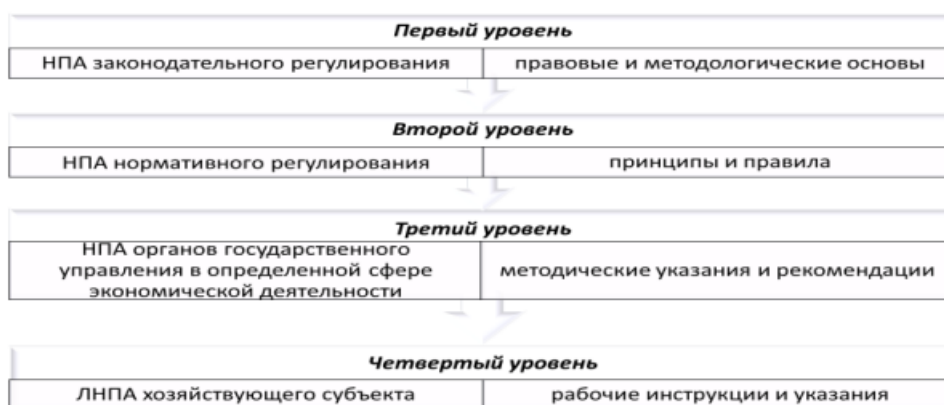 Первый уровень
НПА законодательного регулирования
правовые и методологические основы
Второй уровень
НПА нормативного регулирования
принципы и правила
Третий уровень
НПА органов государственного
управления в определенной сфере
экономической деятельности
методические указания и рекомендации
Четвертый уровень
ЛНПА хозяйствующего субъекта
рабочие инструкции и указания